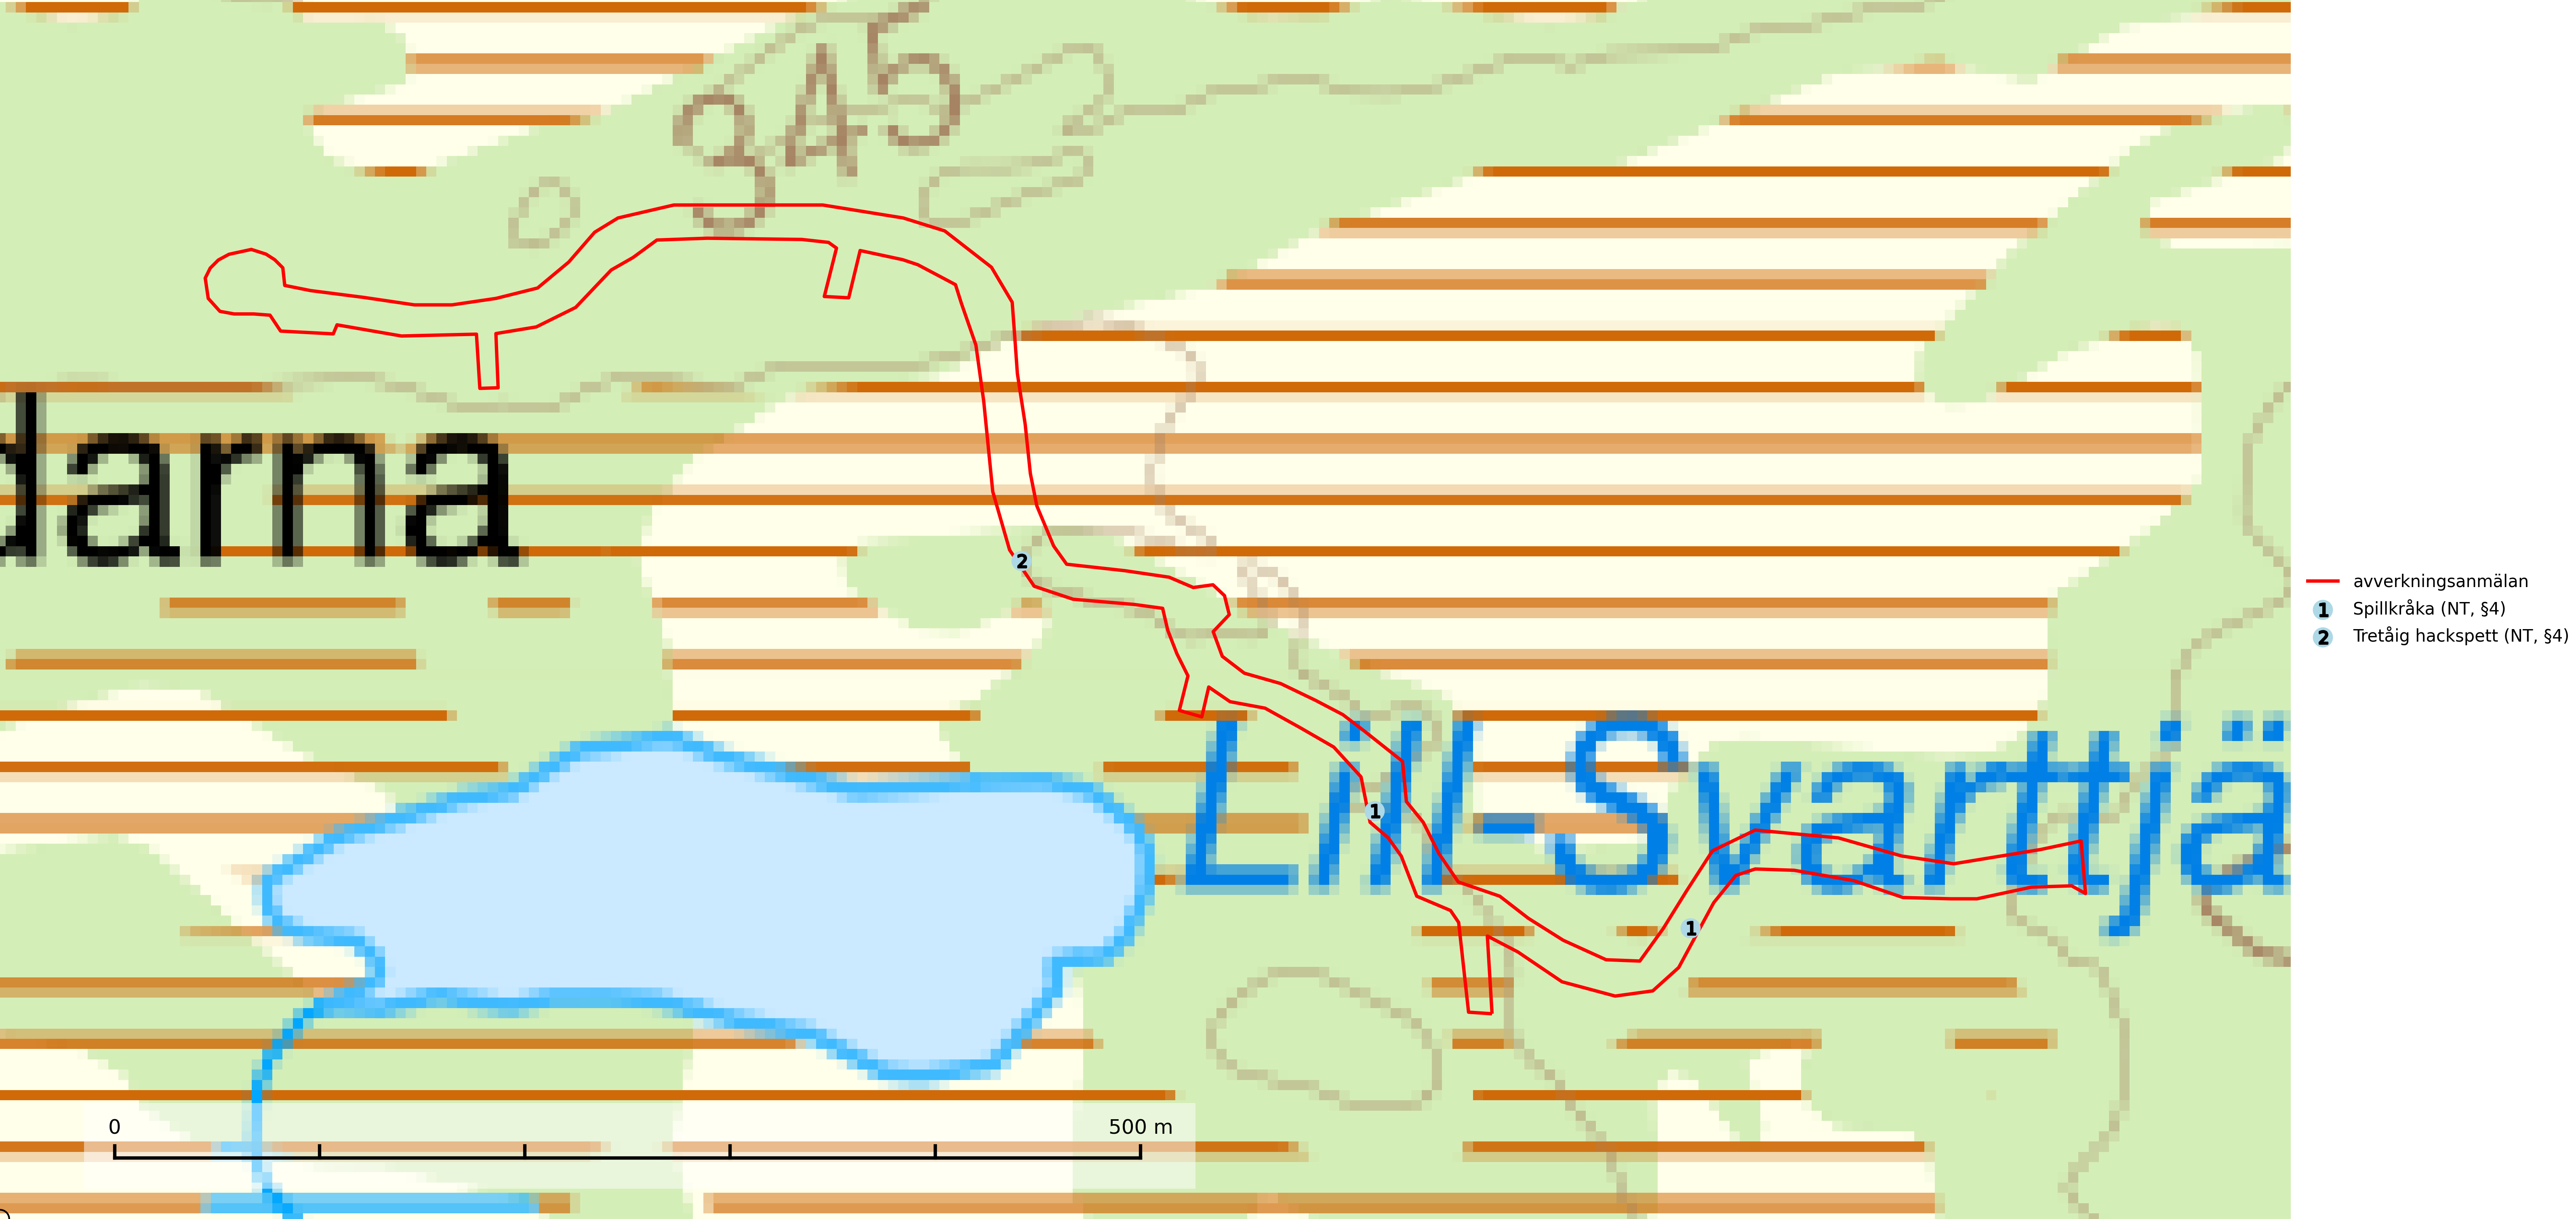 345
darna
2
Lill-Svarttjä
1
1
0 500 m
avverkningsanmälan
1 Spillkråka (NT, §4)
2 Tretåig hackspett (NT, §4)